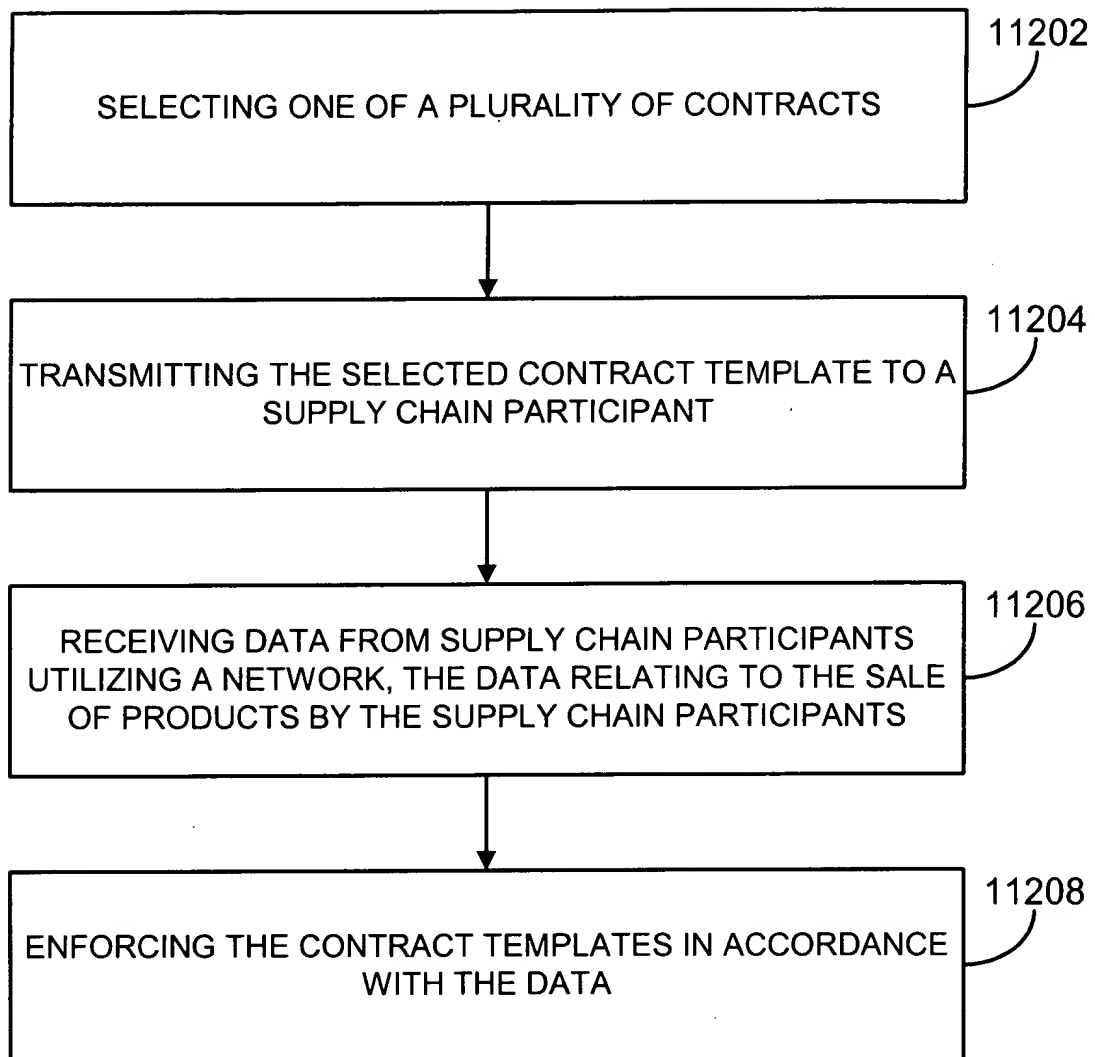 11202
SELECTING ONE OF A PLURALITY OF CONTRACTS
11204
TRANSMITTING THE SELECTED CONTRACT TEMPLATE TO A
SUPPLY CHAIN PARTICIPANT
11206
RECEIVING DATA FROM SUPPLY CHAIN PARTICIPANTS
UTILIZING A NETWORK, THE DATA RELATING TO THE SALE
OF PRODUCTS BY THE SUPPLY CHAIN PARTICIPANTS
11208
ENFORCING THE CONTRACT TEMPLATES IN ACCORDANCE
WITH THE DATA